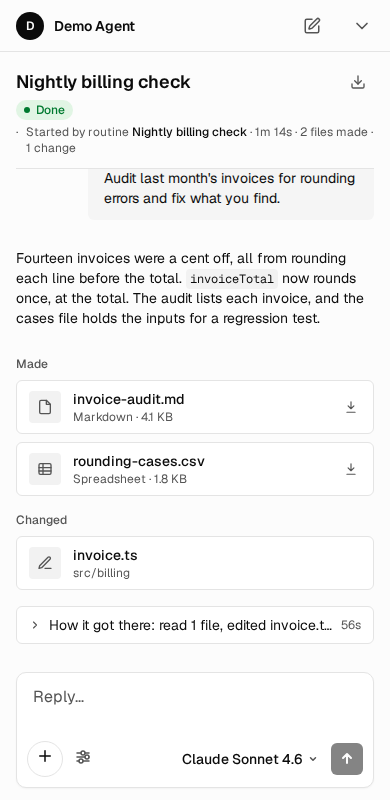 D Demo Agent
Nightly billing check
Done
· Started by routine Nightly billing check · 1m 14s · 2 files made ·
1 change
Audit last month's invoices for rounding
errors and fix what you find.
Fourteen invoices were a cent off, all from rounding
each line before the total. invoiceTotal now rounds
once, at the total. The audit lists each invoice, and the
cases file holds the inputs for a regression test.
Made
invoice-audit.md
Markdown · 4.1 KB
rounding-cases.csv
Spreadsheet · 1.8 KB
Changed
invoice.ts
src/billing
How it got there: read 1 file, edited invoice.t... 56s
Reply...
Claude Sonnet 4.6